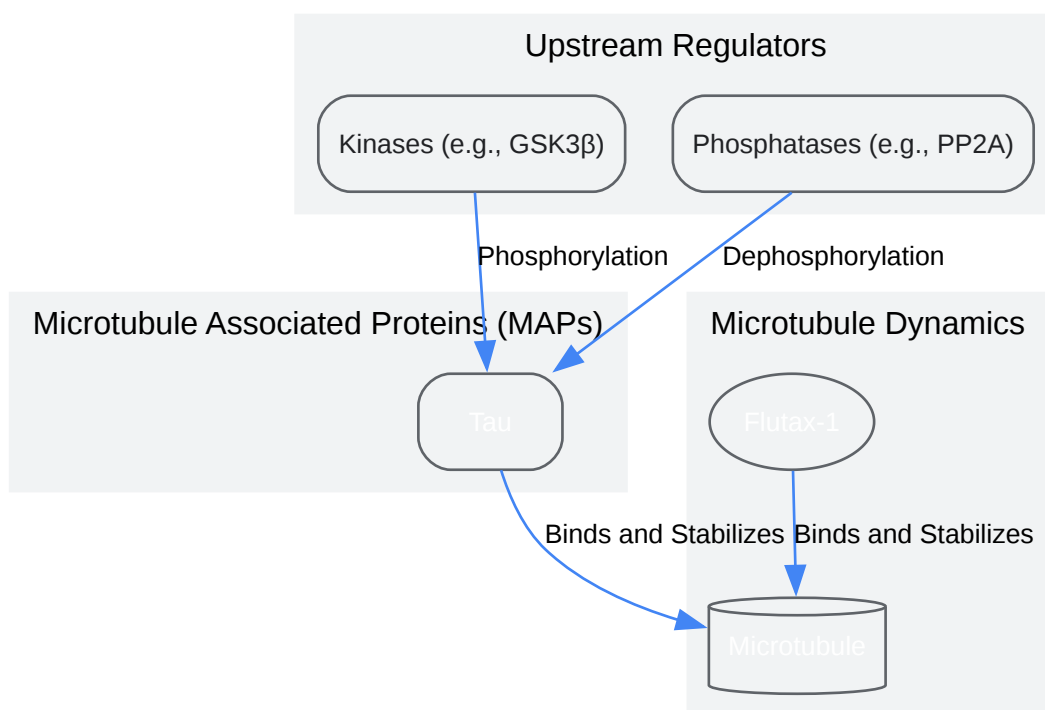 Upstream Regulators
Kinases (e.g., GSK3β)
Phosphatases (e.g., PP2A)
Phosphorylation
Dephosphorylation
Microtubule Associated Proteins (MAPs)
Microtubule Dynamics
Tau
Flutax-1
Binds and Stabilizes
Binds and Stabilizes
Microtubule